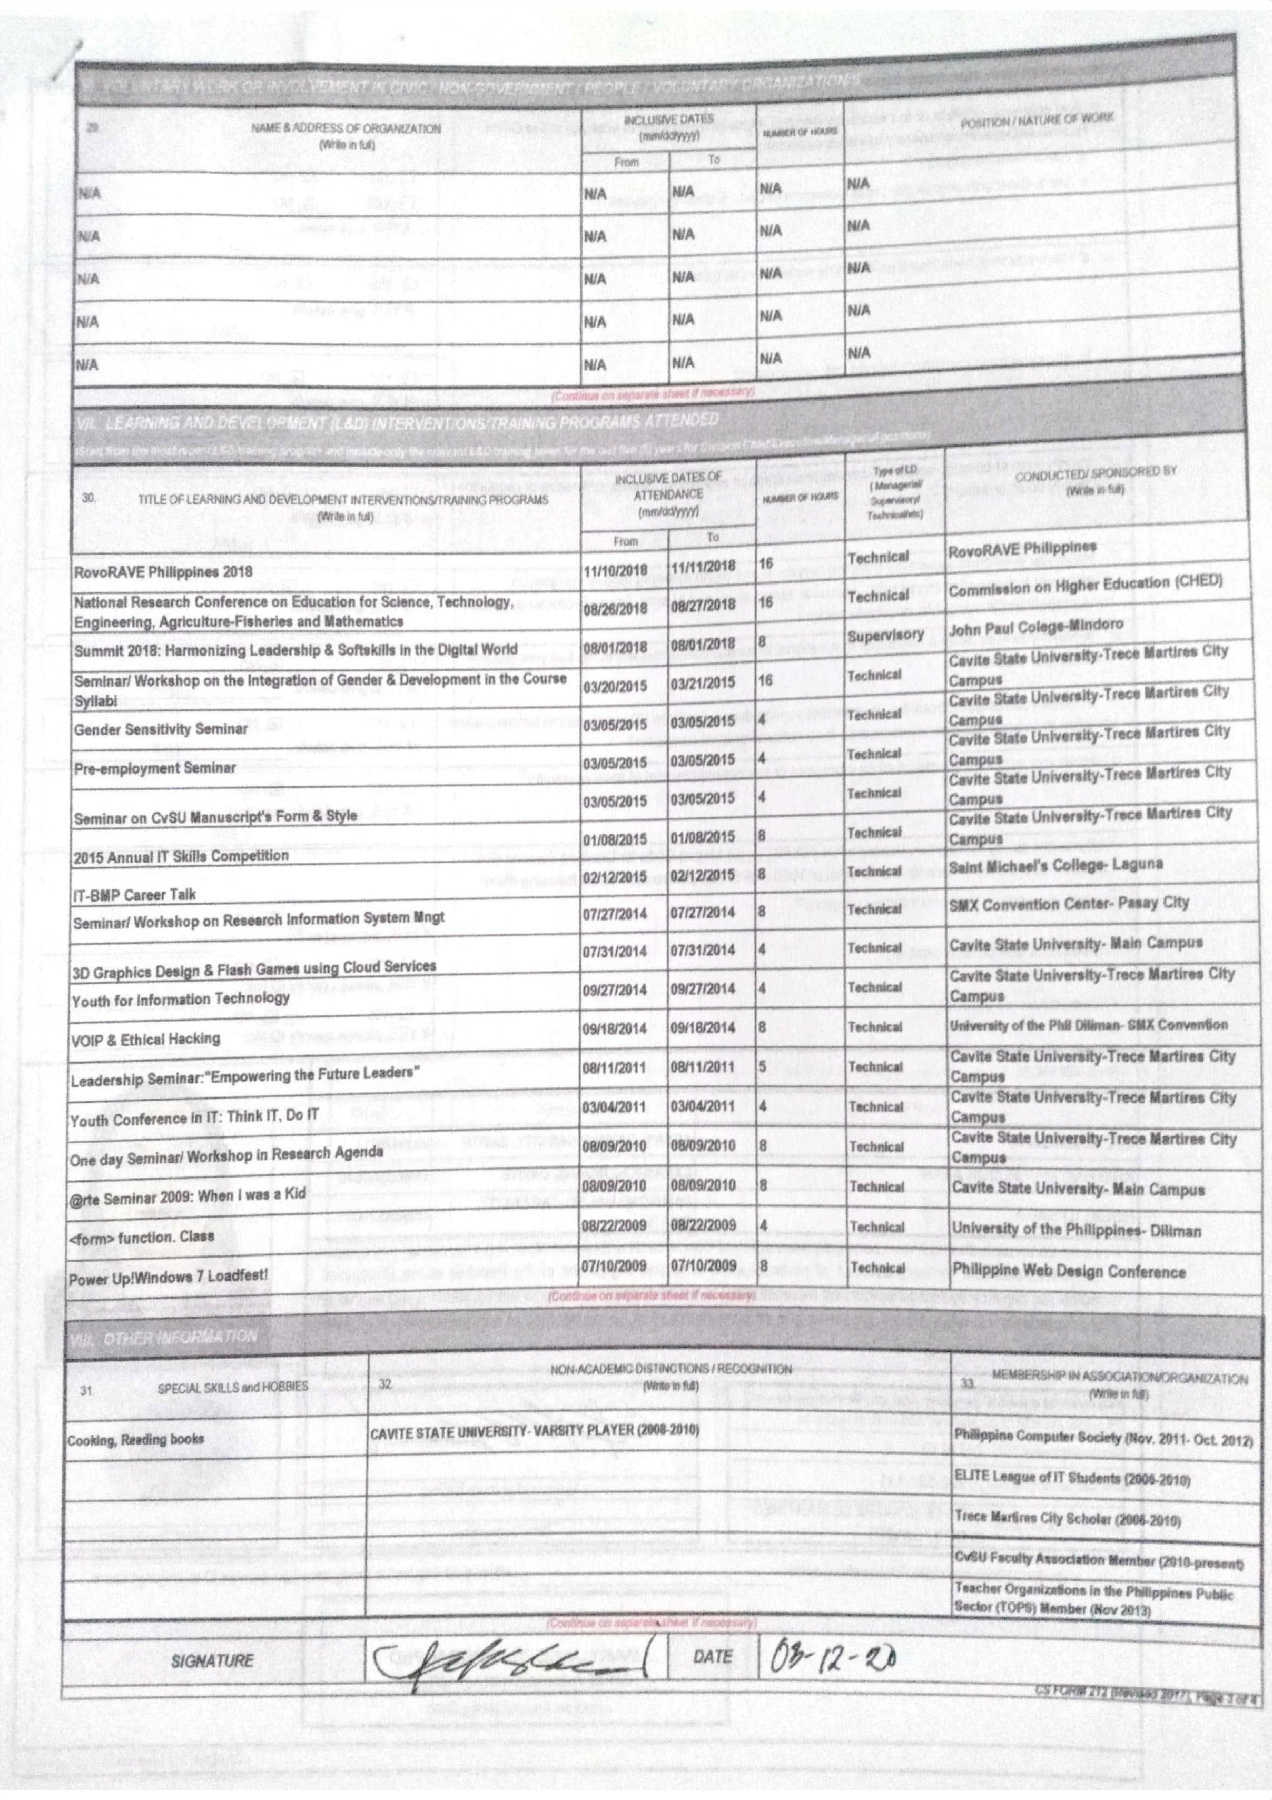 VI. VOLUNTARY WORK OR INVOLVEMENT IN CIVIC / NON-GOVERNMENT / PEOPLE / VOLUNTARY ORGANIZATION/S
29. NAME & ADDRESS OF ORGANIZATION
(Write in full)
INCLUSIVE DATES
(mm/dd/yyyy)
From To
NUMBER OF HOURS
POSITION / NATURE OF WORK
N/A N/A N/A N/A N/A
N/A N/A N/A N/A N/A
N/A N/A N/A N/A N/A
N/A N/A N/A N/A N/A
N/A N/A N/A N/A N/A
(Continue on separate sheet if necessary)
VII. LEARNING AND DEVELOPMENT (L&D) INTERVENTIONS/TRAINING PROGRAMS ATTENDED
(Start from the most recent L&D/training program and include only the relevant L&D/training taken for the last five (5) years for Division Chief/Executive/Managerial positions)
30. TITLE OF LEARNING AND DEVELOPMENT INTERVENTIONS/TRAINING PROGRAMS
(Write in full)
INCLUSIVE DATES OF
ATTENDANCE
(mm/dd/yyyy)
From To
NUMBER OF HOURS
Type of LD
( Managerial/
Supervisory/
Technical/etc)
CONDUCTED/ SPONSORED BY
(Write in full)
RovoRAVE Philippines 2018 11/10/2018 11/11/2018 16 Technical RovoRAVE Philippines
National Research Conference on Education for Science, Technology,
Engineering, Agriculture-Fisheries and Mathematics 08/26/2018 08/27/2018 16 Technical Commission on Higher Education (CHED)
Summit 2018: Harmonizing Leadership & Softskills in the Digital World 08/01/2018 08/01/2018 8 Supervisory John Paul Colege-Mindoro
Seminar/ Workshop on the Integration of Gender & Development in the Course
Syllabi 03/20/2015 03/21/2015 16 Technical Cavite State University-Trece Martires City
Campus
Gender Sensitivity Seminar 03/05/2015 03/05/2015 4 Technical Cavite State University-Trece Martires City
Campus
Pre-employment Seminar 03/05/2015 03/05/2015 4 Technical Cavite State University-Trece Martires City
Campus
Seminar on CvSU Manuscript's Form & Style 03/05/2015 03/05/2015 4 Technical Cavite State University-Trece Martires City
Campus
2015 Annual IT Skills Competition 01/08/2015 01/08/2015 8 Technical Cavite State University-Trece Martires City
Campus
IT-BMP Career Talk 02/12/2015 02/12/2015 8 Technical Saint Michael's College- Laguna
Seminar/ Workshop on Research Information System Mngt 07/27/2014 07/27/2014 8 Technical SMX Convention Center- Pasay City
3D Graphics Design & Flash Games using Cloud Services 07/31/2014 07/31/2014 4 Technical Cavite State University- Main Campus
Youth for Information Technology 09/27/2014 09/27/2014 4 Technical Cavite State University-Trece Martires City
Campus
VOIP & Ethical Hacking 09/18/2014 09/18/2014 8 Technical University of the Phil Diliman- SMX Convention
Leadership Seminar:"Empowering the Future Leaders" 08/11/2011 08/11/2011 5 Technical Cavite State University-Trece Martires City
Campus
Youth Conference in IT: Think IT, Do IT 03/04/2011 03/04/2011 4 Technical Cavite State University-Trece Martires City
Campus
One day Seminar/ Workshop in Research Agenda 08/09/2010 08/09/2010 8 Technical Cavite State University-Trece Martires City
Campus
@rte Seminar 2009: When I was a Kid 08/09/2010 08/09/2010 8 Technical Cavite State University- Main Campus
<form> function. Class 08/22/2009 08/22/2009 4 Technical University of the Philippines- Diliman
Power Up!Windows 7 Loadfest! 07/10/2009 07/10/2009 8 Technical Philippine Web Design Conference
(Continue on separate sheet if necessary)
VIII. OTHER INFORMATION
31. SPECIAL SKILLS and HOBBIES
32. NON-ACADEMIC DISTINCTIONS / RECOGNITION
(Write in full)
33. MEMBERSHIP IN ASSOCIATION/ORGANIZATION
(Write in full)
Cooking, Reading books CAVITE STATE UNIVERSITY- VARSITY PLAYER (2008-2010) Philippine Computer Society (Nov. 2011- Oct. 2012)
ELITE League of IT Students (2006-2010)
Trece Martires City Scholar (2006-2010)
CvSU Faculty Association Member (2010-present)
Teacher Organizations in the Philippines Public
Sector (TOPS) Member (Nov 2013)
(Continue on separate sheet if necessary)
SIGNATURE DATE 03-12-20
CS FORM 212 (Revised 2017), Page 3 of 4